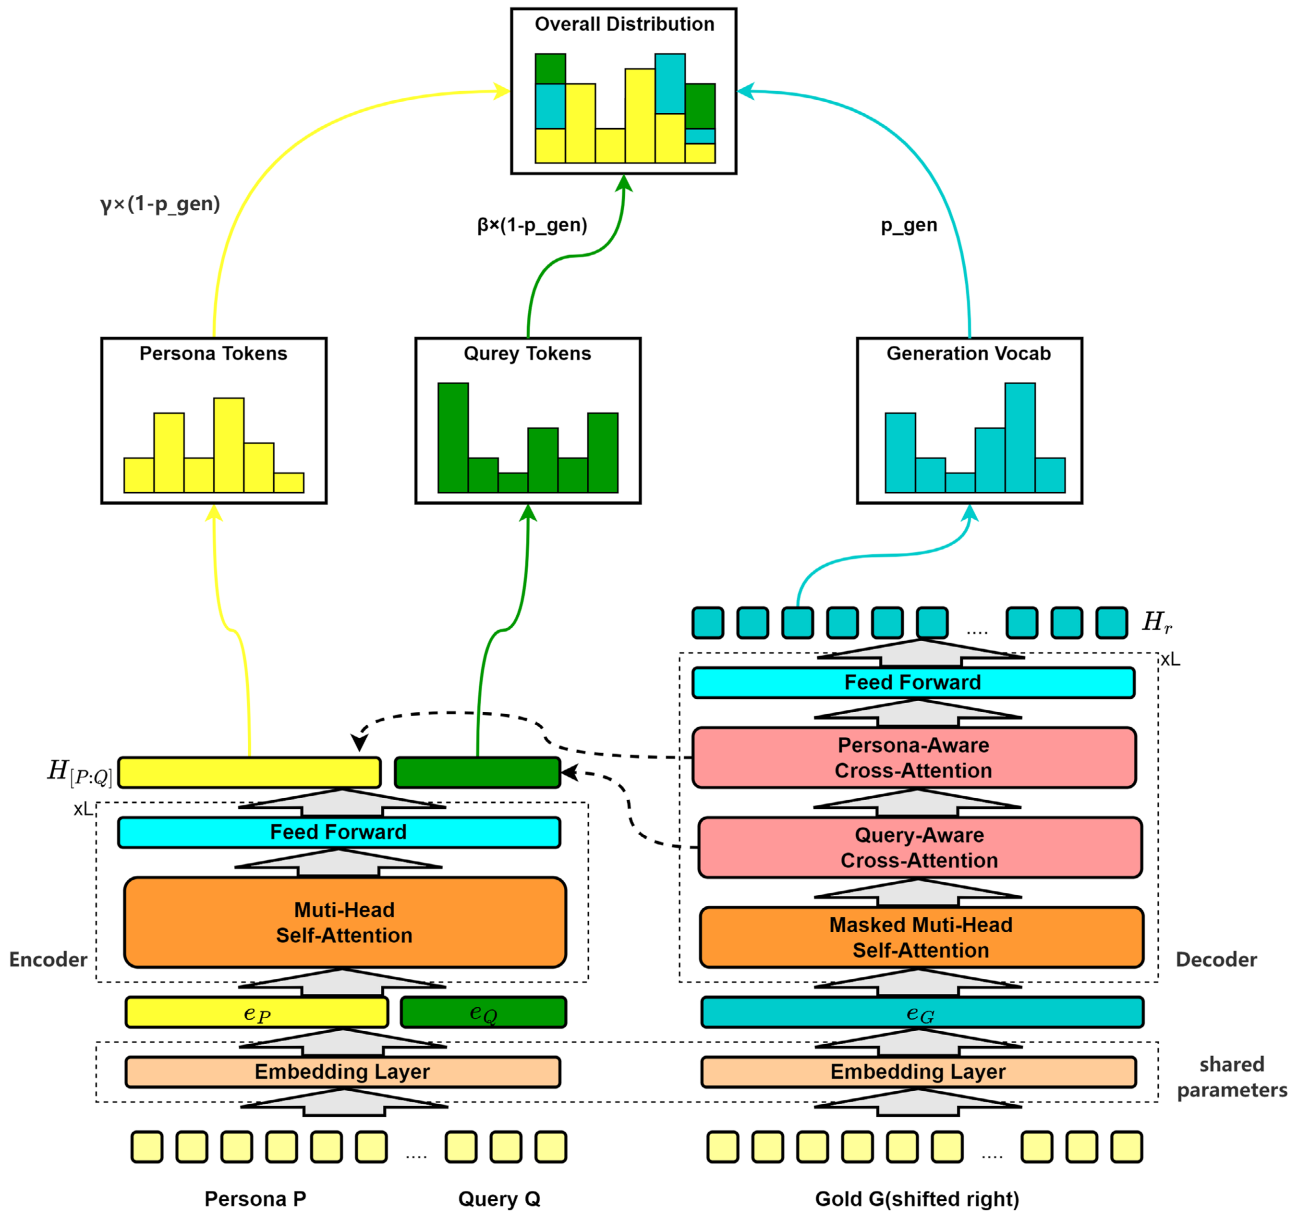 Overall Distribution
γ×(1-p_gen)
β×(1-p_gen)
p_gen
Persona Tokens
Qurey Tokens
Generation Vocab
....
H_r
xL
Feed Forward
Persona-Aware
Cross-Attention
H_[P:Q]
xL
Feed Forward
Query-Aware
Cross-Attention
Muti-Head
Self-Attention
Masked Muti-Head
Self-Attention
Encoder
Decoder
e_P
e_Q
e_G
Embedding Layer
Embedding Layer
shared
parameters
....
....
Persona P
Query Q
Gold G(shifted right)